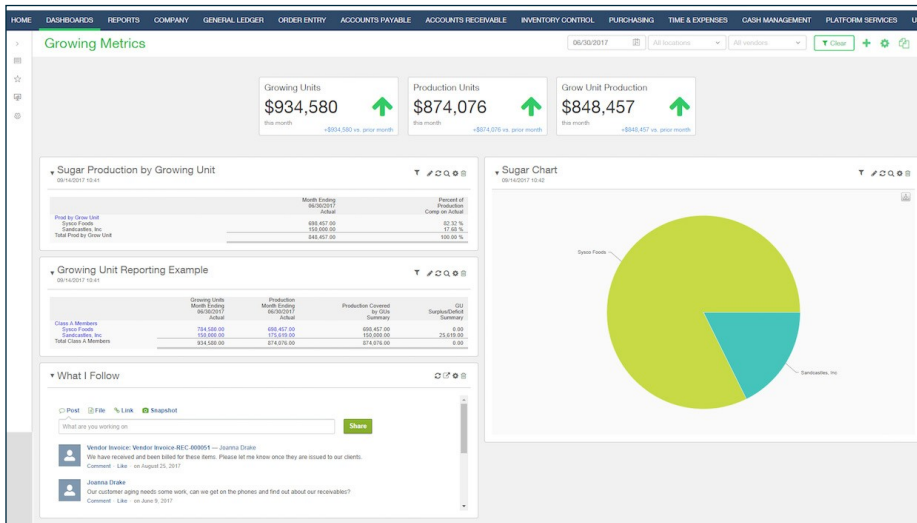 HOME DASHBOARDS REPORTS COMPANY GENERAL LEDGER ORDER ENTRY ACCOUNTS PAYABLE ACCOUNTS RECEIVABLE INVENTORY CONTROL PURCHASING TIME & EXPENSES CASH MANAGEMENT PLATFORM SERVICES U
Growing Metrics
06/30/2017 All locations All vendors Clear
Growing Units
$934,580
this month
+$934,580 vs. prior month
Production Units
$874,076
this month
+$874,076 vs. prior month
Grow Unit Production
$848,457
this month
+$848,457 vs. prior month
Sugar Production by Growing Unit
09/14/2017 10:41
Month Ending Percent of
06/30/2017 Production
Actual Comp on Actual
Prod by Grow Unit
Sysco Foods 698,457.00 82.32 %
Sandcastles, Inc 150,000.00 17.68 %
Total Prod by Grow Unit 848,457.00 100.00 %
Growing Unit Reporting Example
09/14/2017 10:41
Growing Units Production
Month Ending Month Ending Production Covered GU
06/30/2017 06/30/2017 by GUs Surplus/Deficit
Actual Actual Summary Summary
Class A Members
Sysco Foods 784,580.00 698,457.00 698,457.00 0.00
Sandcastles, Inc 150,000.00 175,619.00 150,000.00 25,619.00
Total Class A Members 934,580.00 874,076.00 874,076.00 0.00
What I Follow
Post File Link Snapshot
What are you working on
Share
Vendor Invoice: Vendor Invoice-REC-000051 — Joanna Drake
We have received and been billed for these items. Please let me know once they are issued to our clients.
Comment · Like · on August 25, 2017
Joanna Drake
Our customer aging needs some work, can we get on the phones and find out about our receivables?
Comment · Like · on June 9, 2017
Sugar Chart
09/14/2017 10:42
Sysco Foods
Sandcastles, Inc